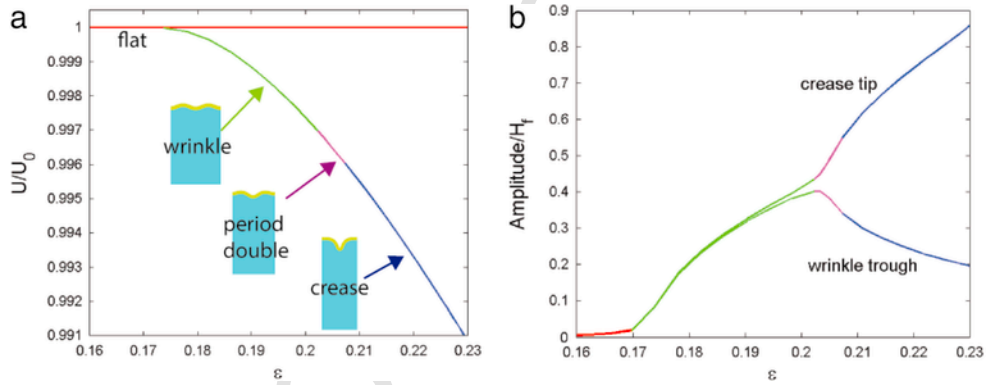 a
U/U0
1
0.999
0.998
0.997
0.996
0.995
0.994
0.993
0.992
0.991
flat
wrinkle
period
double
crease
0.16 0.17 0.18 0.19 0.20 0.21 0.22 0.23
ε
b
Amplitude/Hf
0.9
0.8
0.7
0.6
0.5
0.4
0.3
0.2
0.1
0
crease tip
wrinkle trough
0.16 0.17 0.18 0.19 0.2 0.21 0.22 0.23
ε